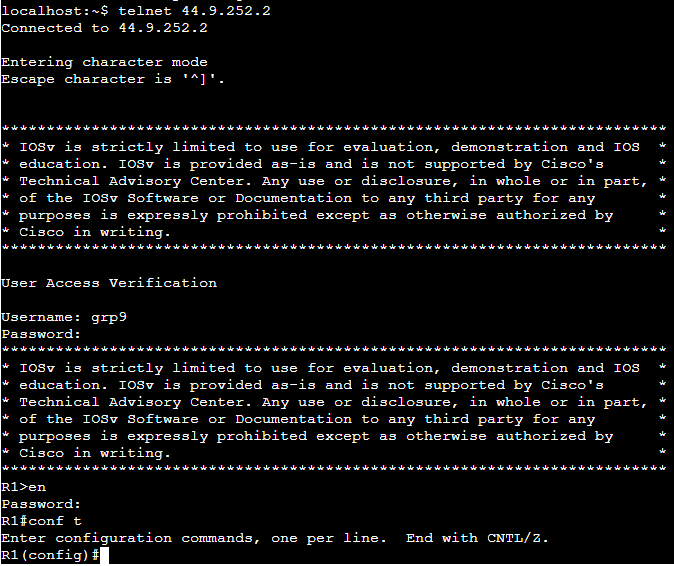 localhost:~$ telnet 44.9.252.2
Connected to 44.9.252.2
Entering character mode
Escape character is '^]'.
**************************************************************************
* IOSv is strictly limited to use for evaluation, demonstration and IOS  *
* education. IOSv is provided as-is and is not supported by Cisco's      *
* Technical Advisory Center. Any use or disclosure, in whole or in part, *
* of the IOSv Software or Documentation to any third party for any       *
* purposes is expressly prohibited except as otherwise authorized by     *
* Cisco in writing.                                                      *
**************************************************************************
User Access Verification
Username: grp9
Password:
**************************************************************************
* IOSv is strictly limited to use for evaluation, demonstration and IOS  *
* education. IOSv is provided as-is and is not supported by Cisco's      *
* Technical Advisory Center. Any use or disclosure, in whole or in part, *
* of the IOSv Software or Documentation to any third party for any       *
* purposes is expressly prohibited except as otherwise authorized by     *
* Cisco in writing.                                                      *
**************************************************************************
R1>en
Password:
R1#conf t
Enter configuration commands, one per line.  End with CNTL/Z.
R1(config)#